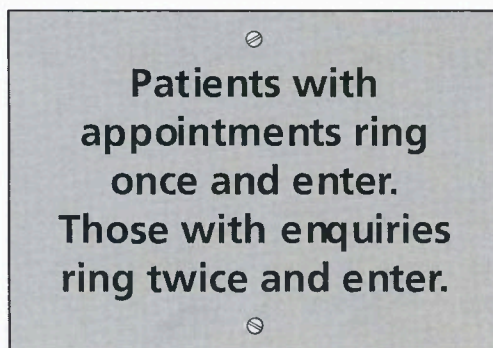 Patients with
appointments ring
once and enter.
Those with enquiries
ring twice and enter.